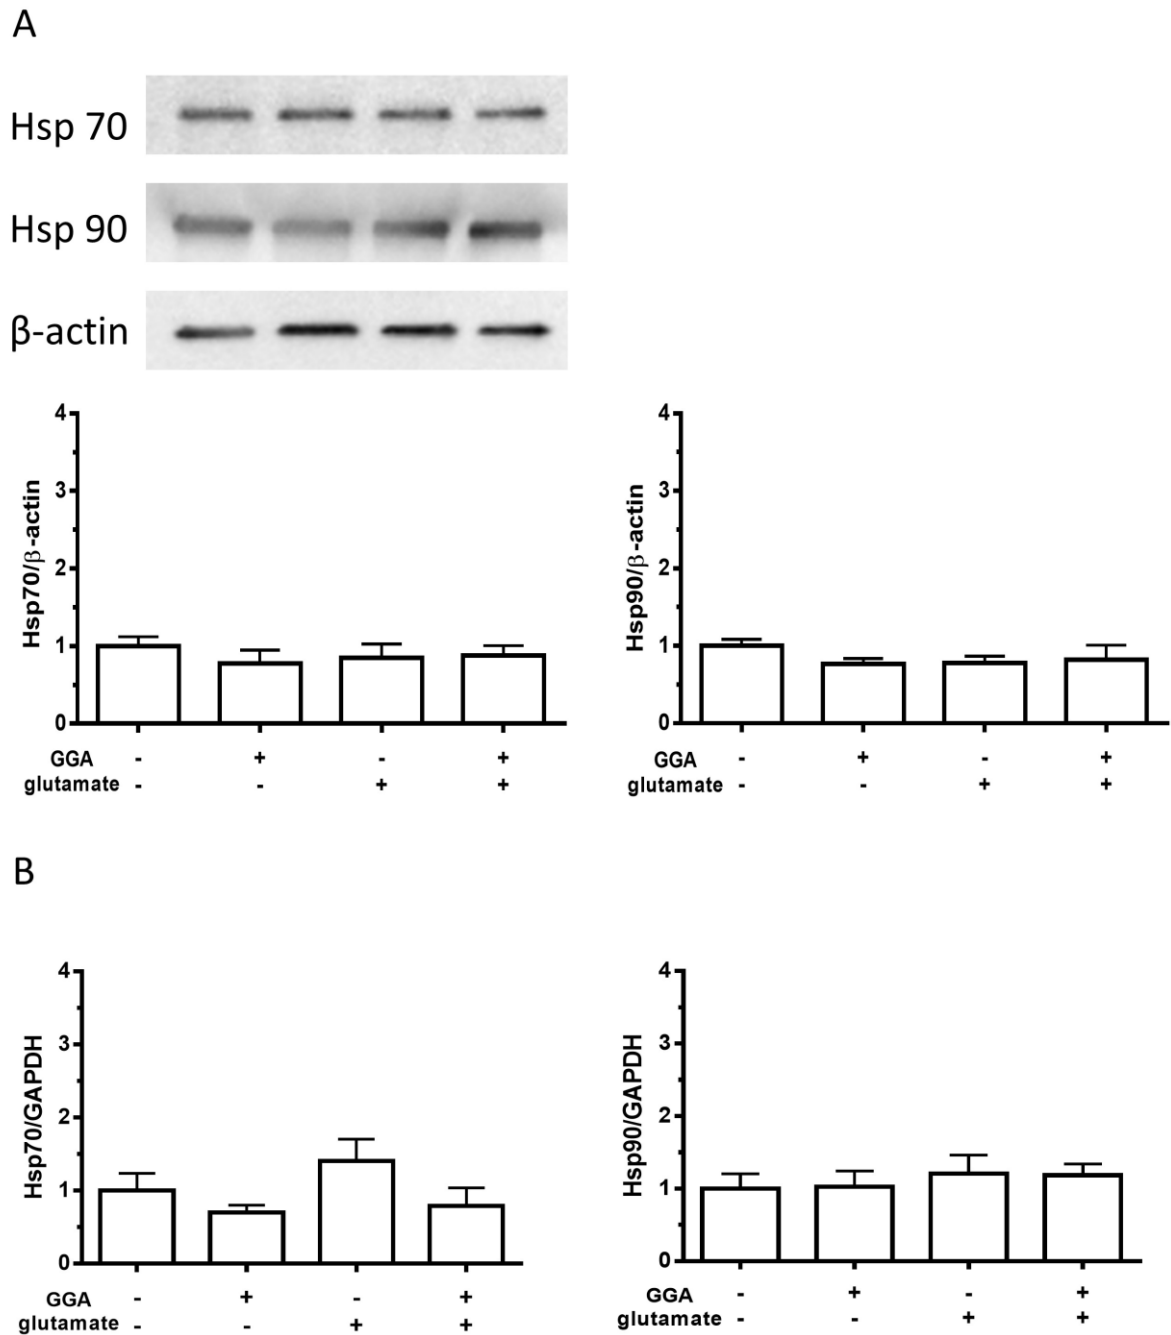 A
Hsp 70
Hsp 90
β-actin
4
3
2
1
0
Hsp70/β-actin
GGA - + - +
glutamate - - + +
4
3
2
1
0
Hsp90/β-actin
GGA - + - +
glutamate - - + +
B
4
3
2
1
0
Hsp70/GAPDH
GGA - + - +
glutamate - - + +
4
3
2
1
0
Hsp90/GAPDH
GGA - + - +
glutamate - - + +